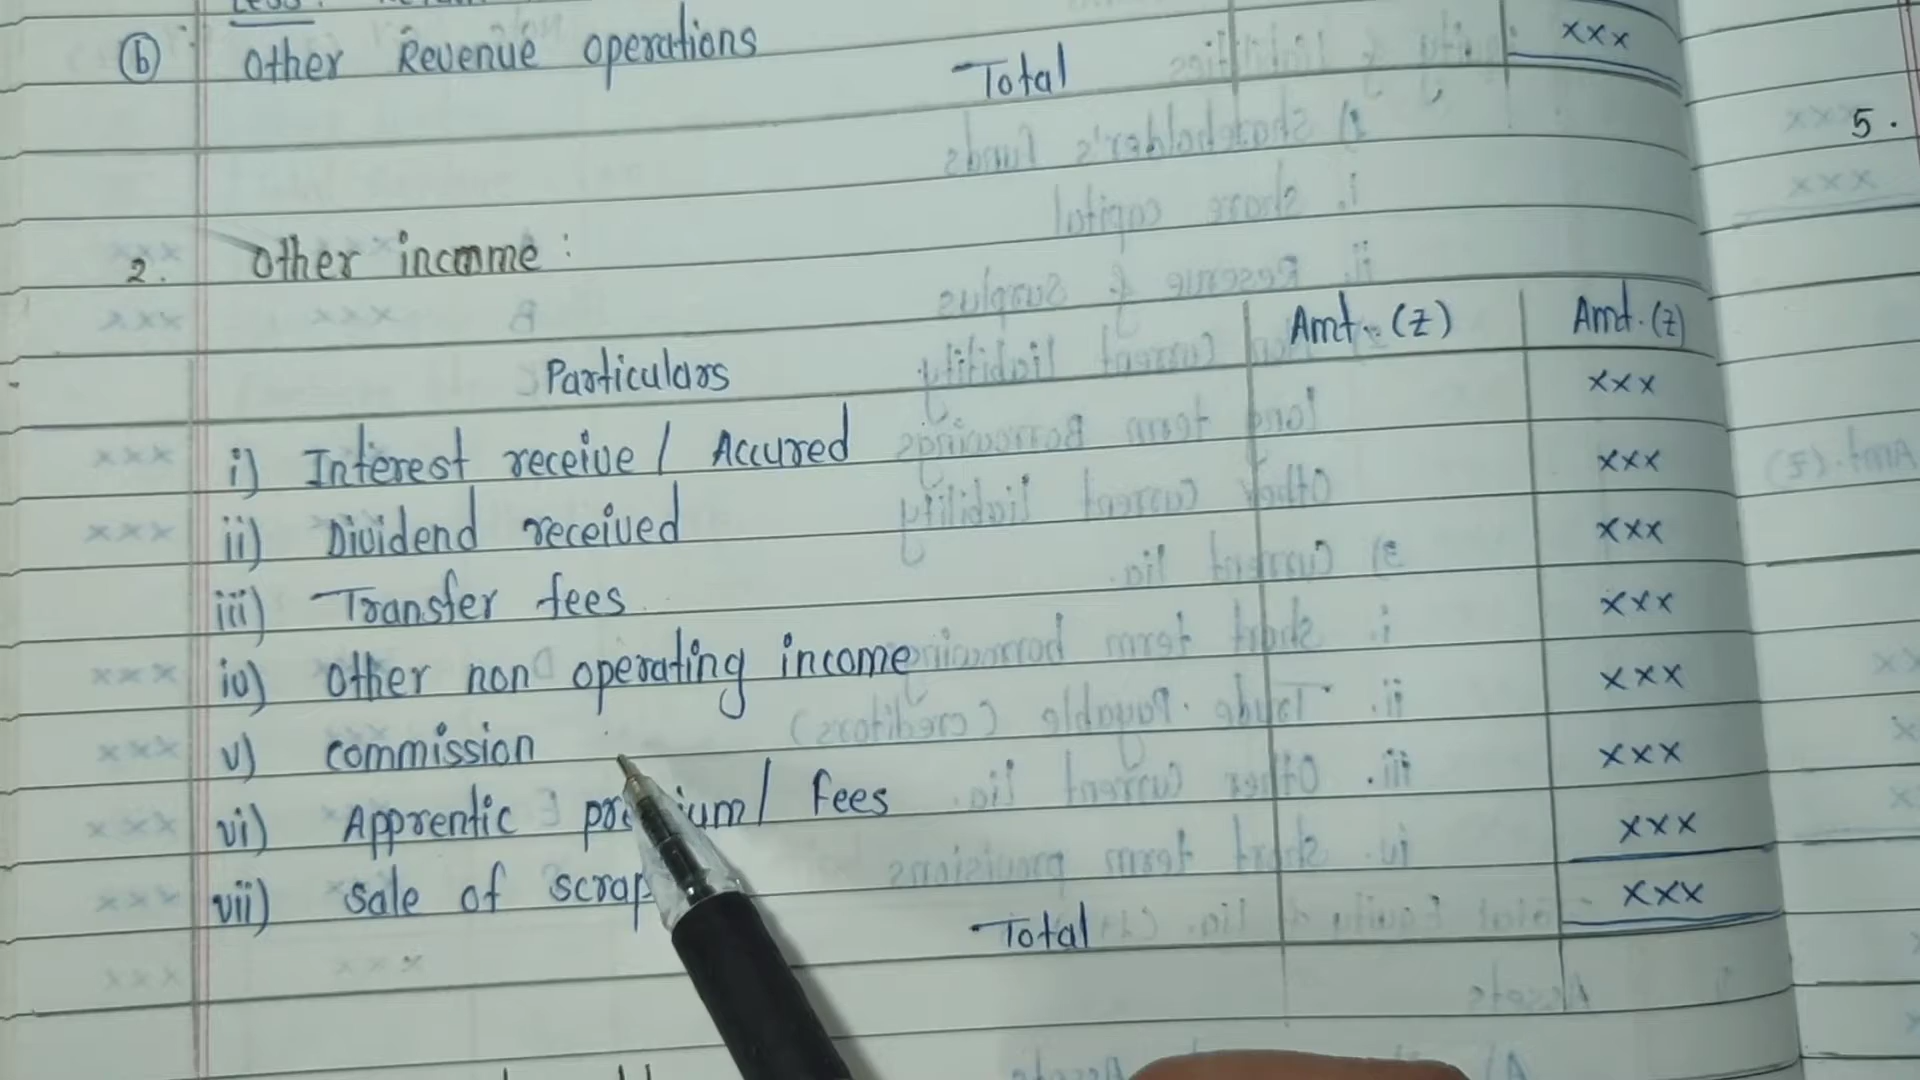 ⓑ Other Revenue operations
Total xxx
5.
2. Other income :
Particulars Amt. (₹) Amt. (₹)
i) Interest receive / Accured xxx
ii) Dividend received xxx
iii) Transfer fees xxx
iv) Other non operating income xxx
v) commission xxx
vi) Apprentic premium / Fees xxx
vii) sale of scrap xxx
Total xxx